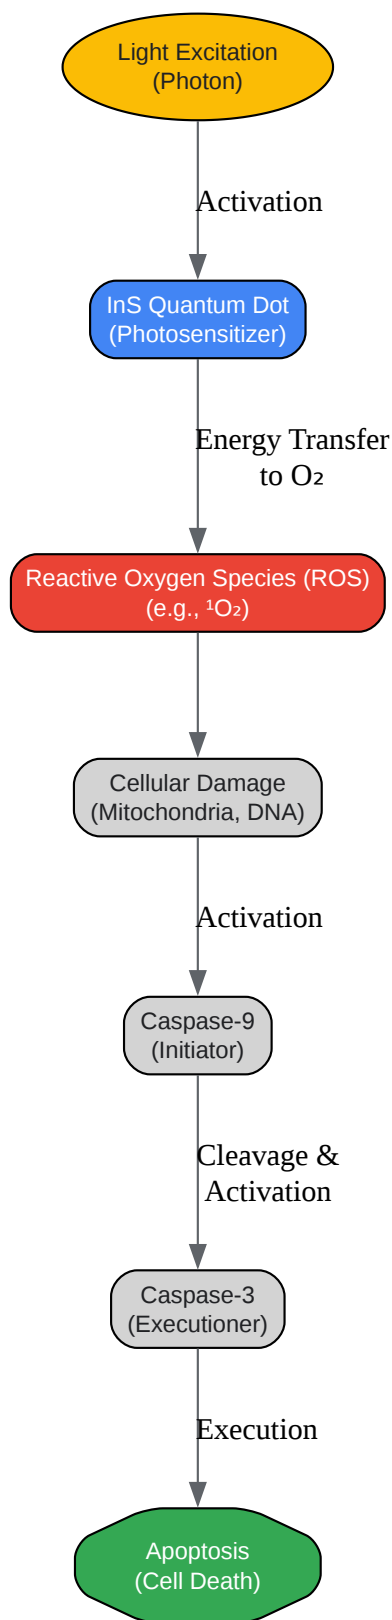 Light Excitation
(Photon)
Activation
InS Quantum Dot
(Photosensitizer)
Energy Transfer
to O₂
Reactive Oxygen Species (ROS)
(e.g., ¹O₂)
Cellular Damage
(Mitochondria, DNA)
Activation
Caspase-9
(Initiator)
Cleavage &
Activation
Caspase-3
(Executioner)
Execution
Apoptosis
(Cell Death)